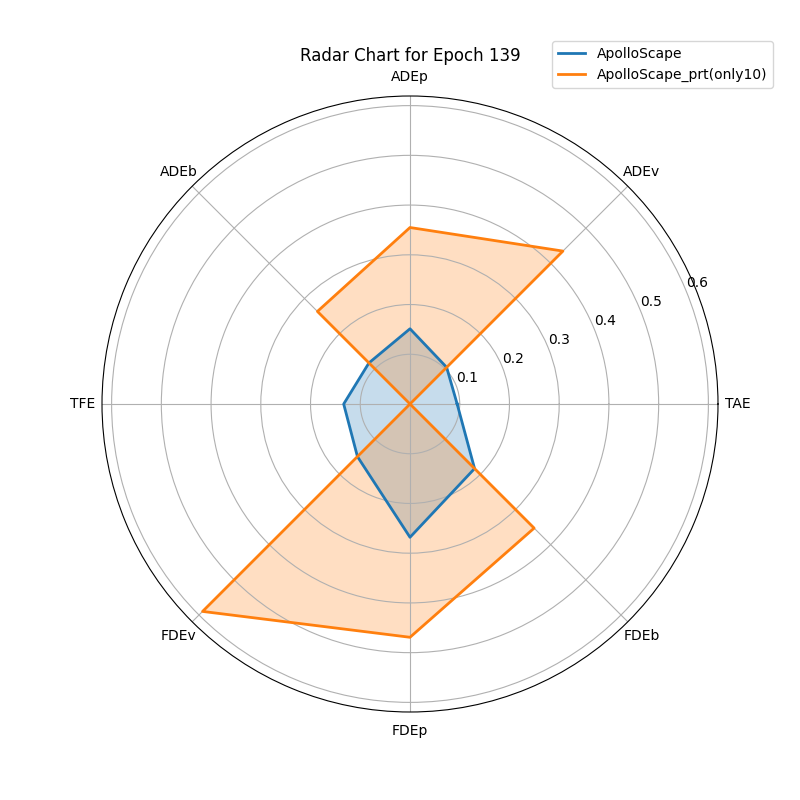 Radar Chart for Epoch 139
ApolloScape
ApolloScape_prt(only10)
ADEp
ADEb
ADEv
0.6
0.5
0.4
0.3
0.2
0.1
TFE
TAE
FDEv
FDEb
FDEp